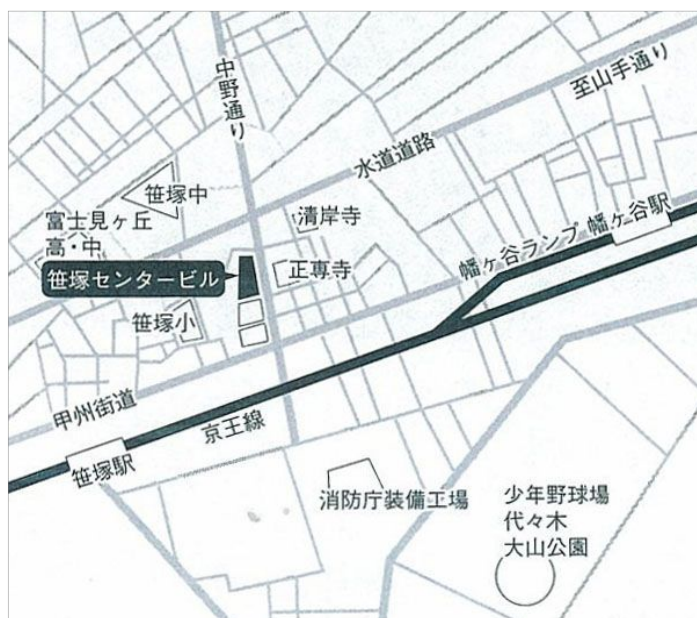 中野通り
至山手通り
水道道路
笹塚中
清岸寺
富士見ヶ丘
高・中
幡ヶ谷駅
幡ヶ谷ランプ
笹塚センタービル
正専寺
笹塚小
甲州街道
京王線
笹塚駅
消防庁装備工場
少年野球場
代々木
大山公園